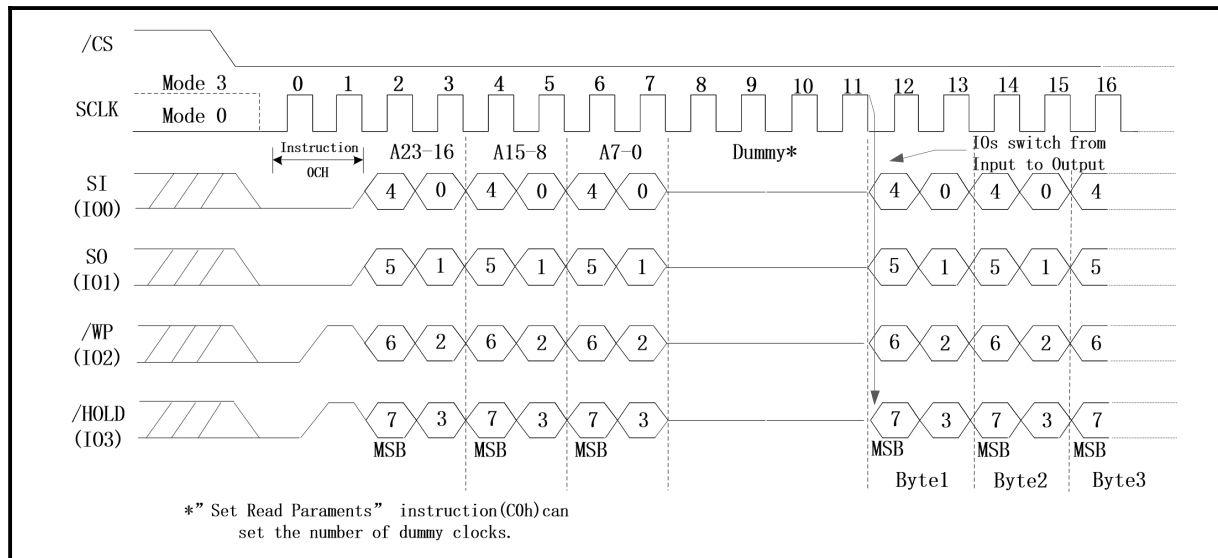 /CS
Mode 3
0 1 2 3 4 5 6 7 8 9 10 11 12 13 14 15 16
SCLK
Mode 0
Instruction
0CH
A23-16 A15-8 A7-0 Dummy*
IOs switch from
Input to Output
SI
(IO0)
4 0 4 0 4 0 4 0 4 0 4
SO
(IO1)
5 1 5 1 5 1 5 1 5 1 5
/WP
(IO2)
6 2 6 2 6 2 6 2 6 2 6
/HOLD
(IO3)
7 3 7 3 7 3 7 3 7 3 7
MSB MSB MSB MSB MSB MSB
Byte1 Byte2 Byte3
*" Set Read Paraments" instruction(C0h)can
set the number of dummy clocks.